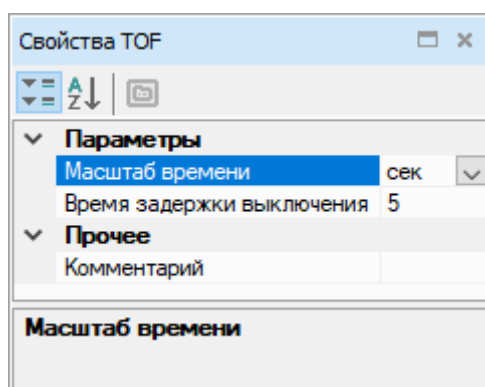 Свойства TOF
Параметры
Масштаб времени сек
Время задержки выключения 5
Прочее
Комментарий
Масштаб времени